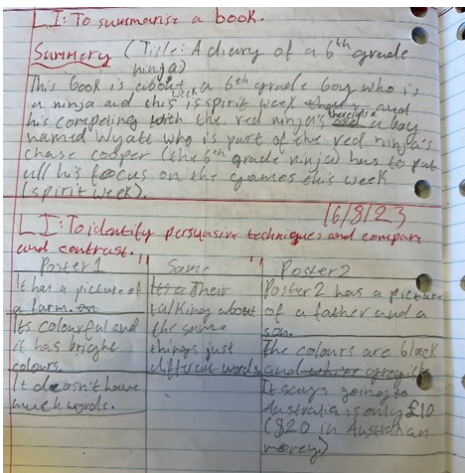 LI: To summarise a book.
Summery (Title: A diary of a 6th grade
ninja)
This book is about a 6th grade boy who is
a ninja and this week is spirit week and
his competing with the red ninja's a boy
named Wyatt who is part of the red ninja's
chase cooper (the 6th grade ninja) has to put
all his focus on the games this week
(spirit week).
16/8/23
LI: To identify persuasive techniques and compare
and contrast.
Poster 1
It has a picture of
a farm.
Its colourful and
it has bright
colours.
It doesn't have
much words.
Same
Their
talking about
the same
things just
different words
Poster 2
Poster 2 has a picture
of a father and a
son.
The colours are black
and
It says going to
Australia is only £10
($20 in Australian
money)